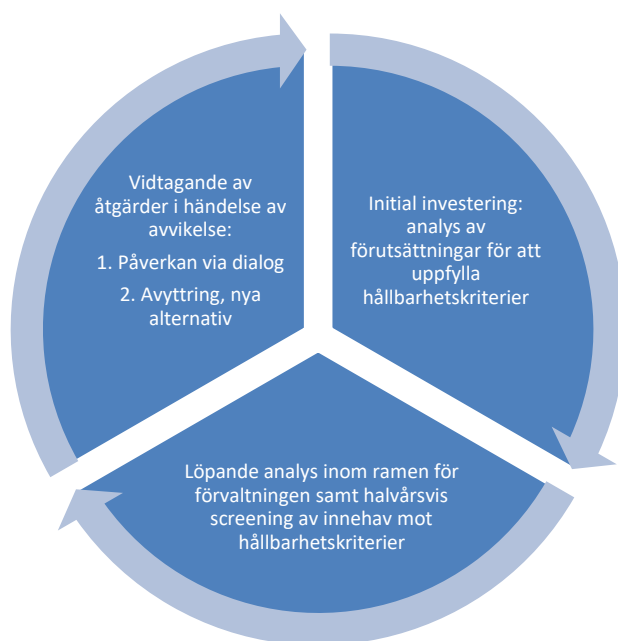 Vidtagande av
åtgärder i händelse av
avvikelse:
1. Påverkan via dialog
2. Avyttring, nya
alternativ
Initial investering:
analys av
förutsättningar för att
uppfylla
hållbarhetskriterier
Löpande analys inom ramen för
förvaltningen samt halvårsvis
screening av innehav mot
hållbarhetskriterier